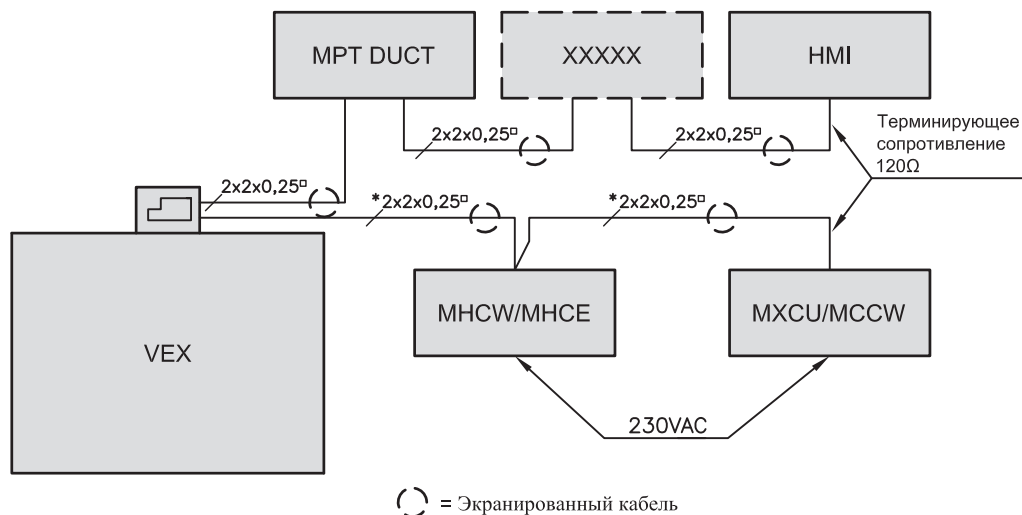 MPT DUCT
XXXXX
HMI
2x2x0,25¤
2x2x0,25¤
Терминирующее
сопротивление
120Ω
2x2x0,25¤
*2x2x0,25¤
*2x2x0,25¤
VEX
MHCW/MHCE
MXCU/MCCW
230VAC
= Экранированный кабель